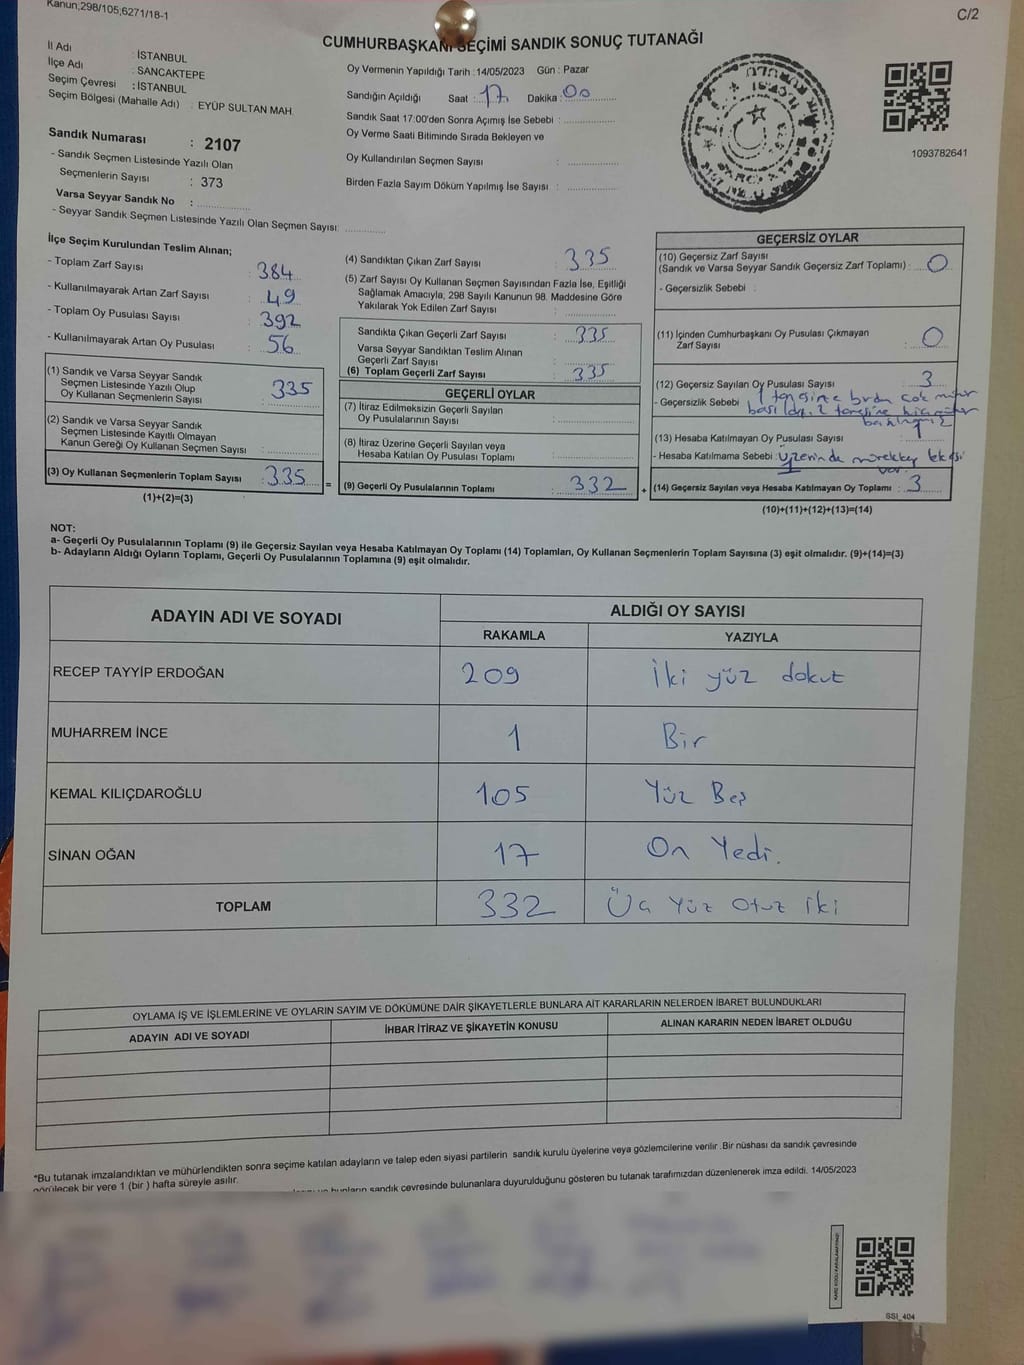 Kanun;298/105,6271/18-1
C/2
CUMHURBAŞKANI SEÇİMİ SANDIK SONUÇ TUTANAĞI
İl Adı : İSTANBUL
İlçe Adı : SANCAKTEPE
Seçim Çevresi : İSTANBUL
Seçim Bölgesi (Mahalle Adı) : EYÜP SULTAN MAH.
Sandık Numarası : 2107
- Sandık Seçmen Listesinde Yazılı Olan
Seçmenlerin Sayısı : 373
Varsa Seyyar Sandık No :
- Seyyar Sandık Seçmen Listesinde Yazılı Olan Seçmen Sayısı:
Oy Vermenin Yapıldığı Tarih :14/05/2023 Gün : Pazar
Sandığın Açıldığı Saat : 17 Dakika : 00
Sandık Saat 17:00'den Sonra Açımış İse Sebebi :
Oy Verme Saati Bitiminde Sırada Bekleyen ve
Oy Kullandırılan Seçmen Sayısı :
Birden Fazla Sayım Döküm Yapılmış İse Sayısı :
1093782641
İlçe Seçim Kurulundan Teslim Alınan;
- Toplam Zarf Sayısı : 384
- Kullanılmayarak Artan Zarf Sayısı : 49
- Toplam Oy Pusulası Sayısı : 392
- Kullanılmayarak Artan Oy Pusulası : 56
(1) Sandık ve Varsa Seyyar Sandık
Seçmen Listesinde Yazılı Olup
Oy Kullanan Seçmenlerin Sayısı : 335
(2) Sandık ve Varsa Seyyar Sandık
Seçmen Listesinde Kayıtlı Olmayan
Kanun Gereği Oy Kullanan Seçmen Sayısı :
(3) Oy Kullanan Seçmenlerin Toplam Sayısı : 335 =
(1)+(2)=(3)
(4) Sandıktan Çıkan Zarf Sayısı : 335
(5) Zarf Sayısı Oy Kullanan Seçmen Sayısından Fazla İse, Eşitliği
Sağlamak Amacıyla, 298 Sayılı Kanunun 98. Maddesine Göre
Yakılarak Yok Edilen Zarf Sayısı :
Sandıkta Çıkan Geçerli Zarf Sayısı : 335
Varsa Seyyar Sandıktan Teslim Alınan
Geçerli Zarf Sayısı :
(6) Toplam Geçerli Zarf Sayısı : 335
GEÇERLİ OYLAR
(7) İtiraz Edilmeksizin Geçerli Sayılan
Oy Pusulasının Sayısı :
(8) İtiraz Üzerine Geçerli Sayılan veya
Hesaba Katılan Oy Pusulası Toplamı :
(9) Geçerli Oy Pusulalarının Toplamı : 332 +
GEÇERSİZ OYLAR
(10) Geçersiz Zarf Sayısı
(Sandık ve Varsa Seyyar Sandık Geçersiz Zarf Toplamı) : 0
- Geçersizlik Sebebi :
(11) İçinden Cumhurbaşkanı Oy Pusulası Çıkmayan
Zarf Sayısı : 0
(12) Geçersiz Sayılan Oy Pusulası Sayısı : 3
- Geçersizlik Sebebi : 1 tanesine birden çok mühür
basıldı, 2 tanesine hiç mühür
(13) Hesaba Katılmayan Oy Pusulası Sayısı :
- Hesaba Katılmama Sebebi : üzerinde mürekkep lekesi
var.
(14) Geçersiz Sayılan veya Hesaba Katılmayan Oy Toplamı : 3
(10)+(11)+(12)+(13)=(14)
NOT:
a- Geçerli Oy Pusulalarının Toplamı (9) ile Geçersiz Sayılan veya Hesaba Katılmayan Oy Toplamı (14) Toplamları, Oy Kullanan Seçmenlerin Toplam Sayısına (3) eşit olmalıdır. (9)+(14)=(3)
b- Adayların Aldığı Oyların Toplamı, Geçerli Oy Pusulalarının Toplamına (9) eşit olmalıdır.
ADAYIN ADI VE SOYADI ALDIĞI OY SAYISI
RAKAMLA YAZIYLA
RECEP TAYYİP ERDOĞAN 209 İki yüz dokuz
MUHARREM İNCE 1 Bir
KEMAL KILIÇDAROĞLU 105 Yüz Beş
SİNAN OĞAN 17 On Yedi.
TOPLAM 332 Üç Yüz Otuz iki
OYLAMA İŞ VE İŞLEMLERİNE VE OYLARIN SAYIM VE DÖKÜMÜNE DAİR ŞİKAYETLERLE BUNLARA AİT KARARLARIN NELERDEN İBARET BULUNDUKLARI
ADAYIN ADI VE SOYADI İHBAR İTİRAZ VE ŞİKAYETİN KONUSU ALINAN KARARIN NEDEN İBARET OLDUĞU
*Bu tutanak imzalandıktan ve mühürlendikten sonra seçime katılan adayların ve talep eden siyasi partilerin sandık kurulu üyelerine veya gözlemcilerine verilir .Bir nüshası da sandık çevresinde
görülecek bir yere 1 (bir ) hafta süreyle asılır.
bunların sandık çevresinde bulunanlara duyurulduğunu gösteren bu tutanak tarafımızdan düzenlenerek imza edildi. 14/05/2023
SSI_404